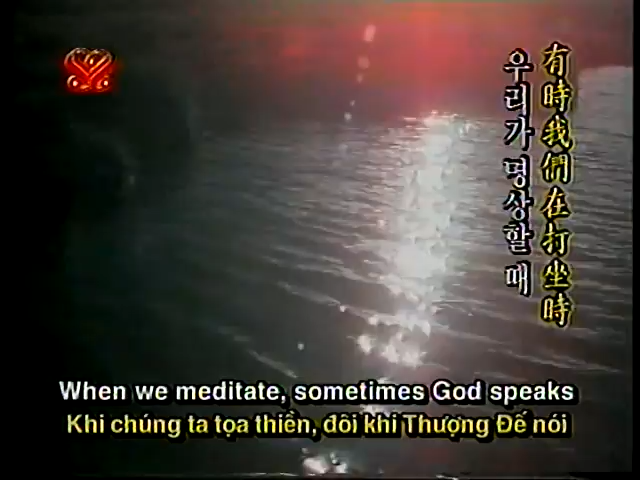 有時我們在打坐時
우리가 명상할 때
When we meditate, sometimes God speaks
Khi chúng ta tọa thiền, đôi khi Thượng Đế nói